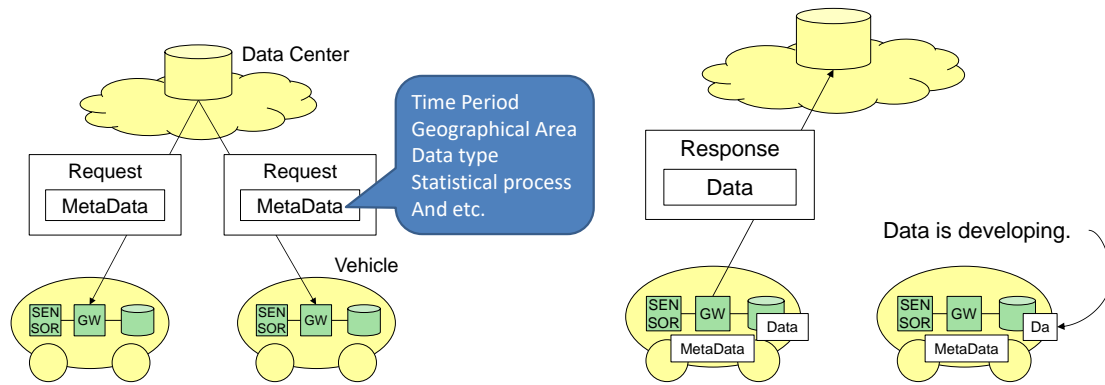 Data Center
Time Period
Geographical Area
Data type
Statistical process
And etc.
Request
MetaData
Request
MetaData
Vehicle
SEN
SOR
GW
SEN
SOR
GW
Response
Data
Data is developing.
SEN
SOR
GW
Data
MetaData
SEN
SOR
GW
Da
MetaData